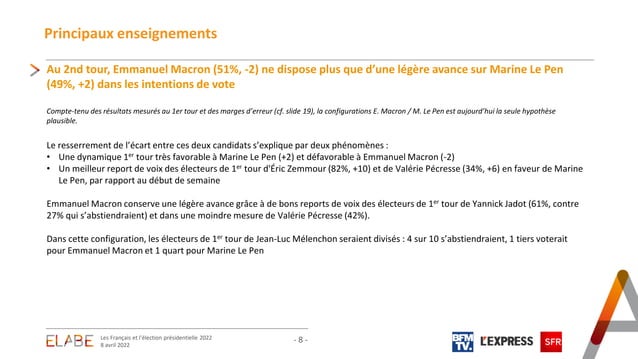 Principaux enseignements
Au 2nd tour, Emmanuel Macron (51%, -2) ne dispose plus que d’une légère avance sur Marine Le Pen
(49%, +2) dans les intentions de vote
Compte-tenu des résultats mesurés au 1er tour et des marges d’erreur (cf. slide 19), la configurations E. Macron / M. Le Pen est aujourd’hui la seule hypothèse
plausible.
Le resserrement de l’écart entre ces deux candidats s’explique par deux phénomènes :
• Une dynamique 1er tour très favorable à Marine Le Pen (+2) et défavorable à Emmanuel Macron (-2)
• Un meilleur report de voix des électeurs de 1er tour d'Éric Zemmour (82%, +10) et de Valérie Pécresse (34%, +6) en faveur de Marine
Le Pen, par rapport au début de semaine
Emmanuel Macron conserve une légère avance grâce à de bons reports de voix des électeurs de 1er tour de Yannick Jadot (61%, contre
27% qui s’abstiendraient) et dans une moindre mesure de Valérie Pécresse (42%).
Dans cette configuration, les électeurs de 1er tour de Jean-Luc Mélenchon seraient divisés : 4 sur 10 s’abstiendraient, 1 tiers voterait
pour Emmanuel Macron et 1 quart pour Marine Le Pen
ELABE
Les Français et l'élection présidentielle 2022
8 avril 2022
- 8 -
BFM
TV.
L'EXPRESS
SFR